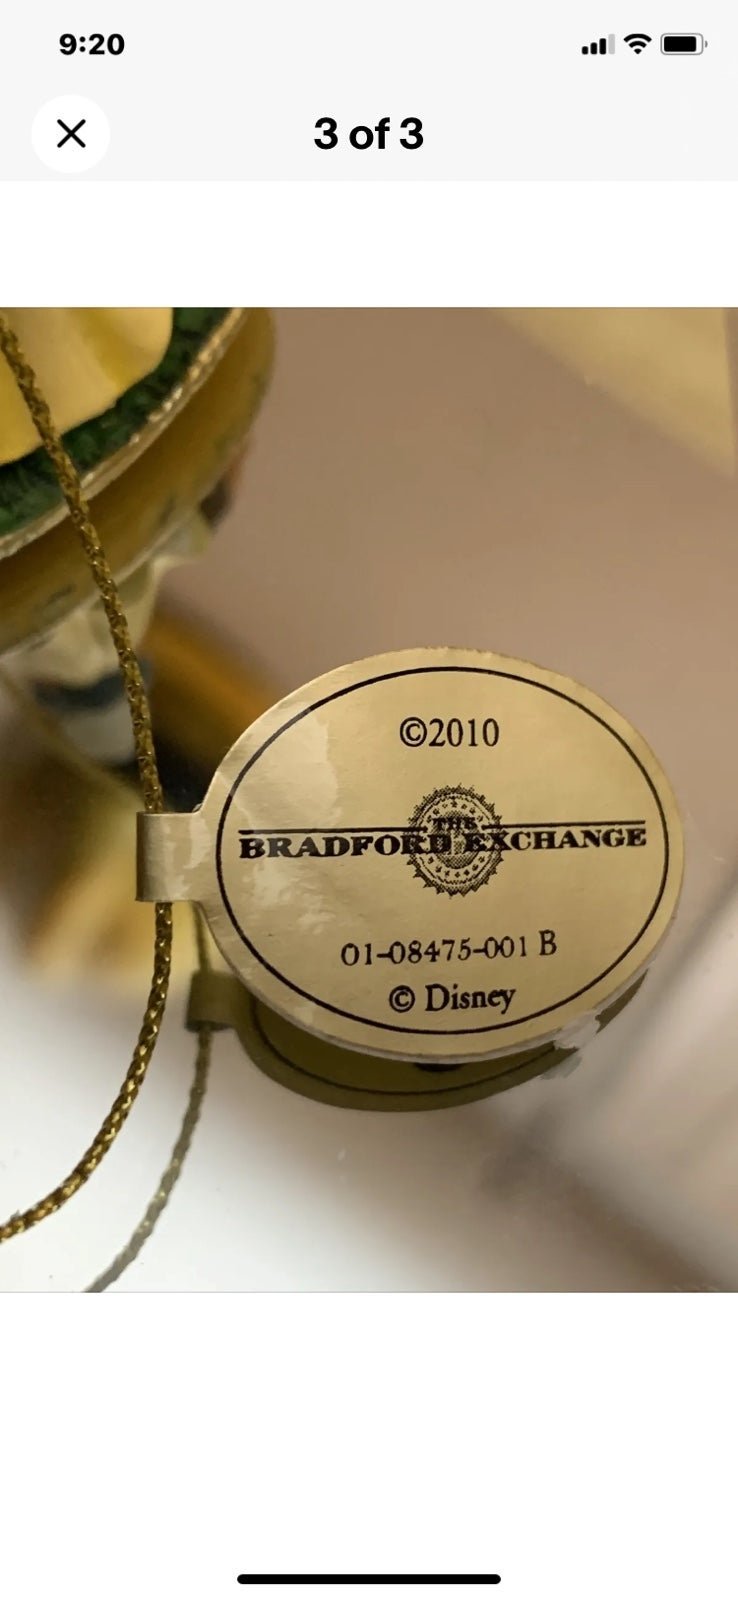 9:20
3 of 3
©2010
THE
BRADFORD EXCHANGE
01-08475-001 B
© Disney